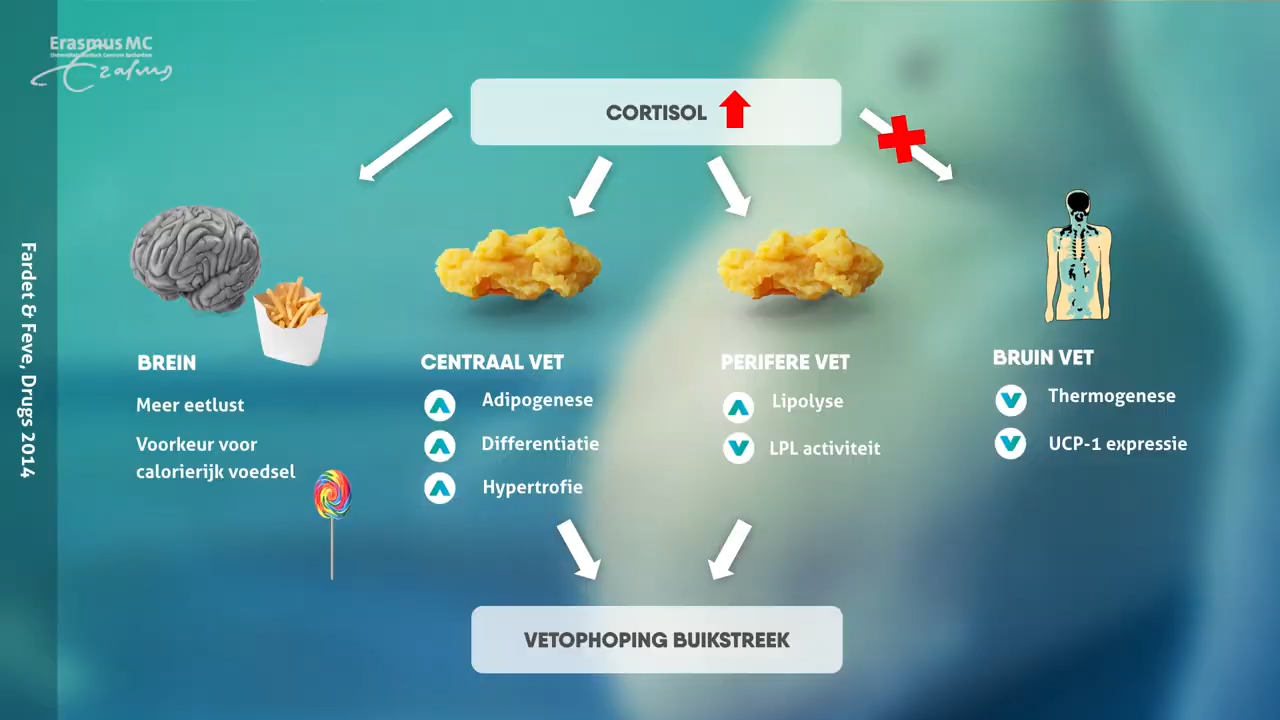 Erasmus MC
Erasmus
CORTISOL
BREIN
Meer eetlust
Voorkeur voor
calorierijk voedsel
CENTRAAL VET
Adipogenese
Differentiatie
Hypertrofie
PERIFERE VET
Lipolyse
LPL activiteit
BRUIN VET
Thermogenese
UCP-1 expressie
VETOPHOPING BUIKSTREEK
Fardet & Feve, Drugs 2014